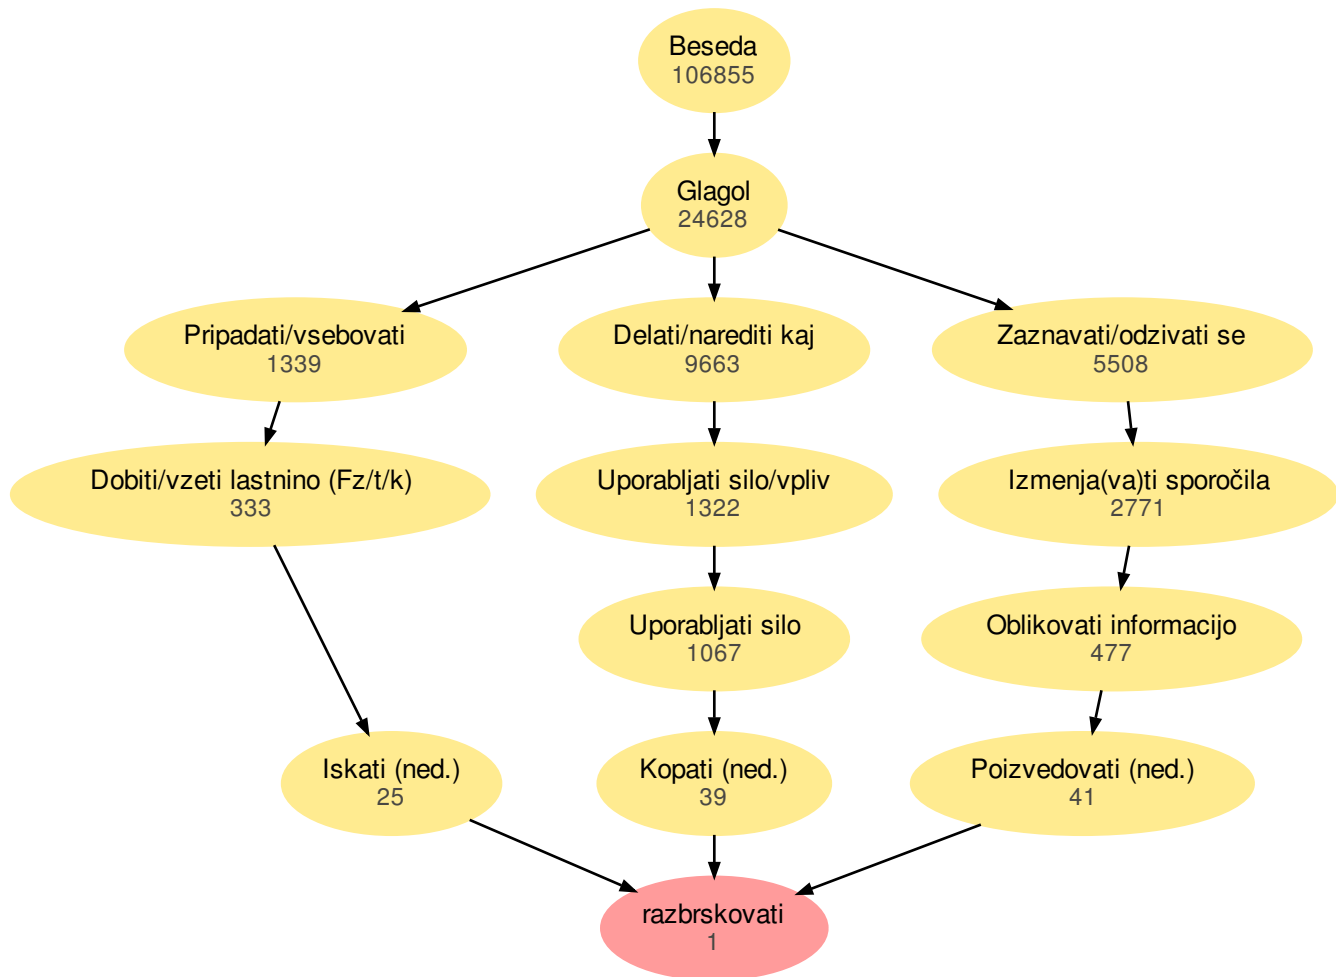 Beseda
106855
Glagol
24628
Pripadati/vsebovati
1339
Delati/narediti kaj
9663
Zaznavati/odzivati se
5508
Dobiti/vzeti lastnino (Fz/t/k)
333
Uporabljati silo/vpliv
1322
Izmenja(va)ti sporočila
2771
Uporabljati silo
1067
Oblikovati informacijo
477
Iskati (ned.)
25
Kopati (ned.)
39
Poizvedovati (ned.)
41
razbrskovati
1